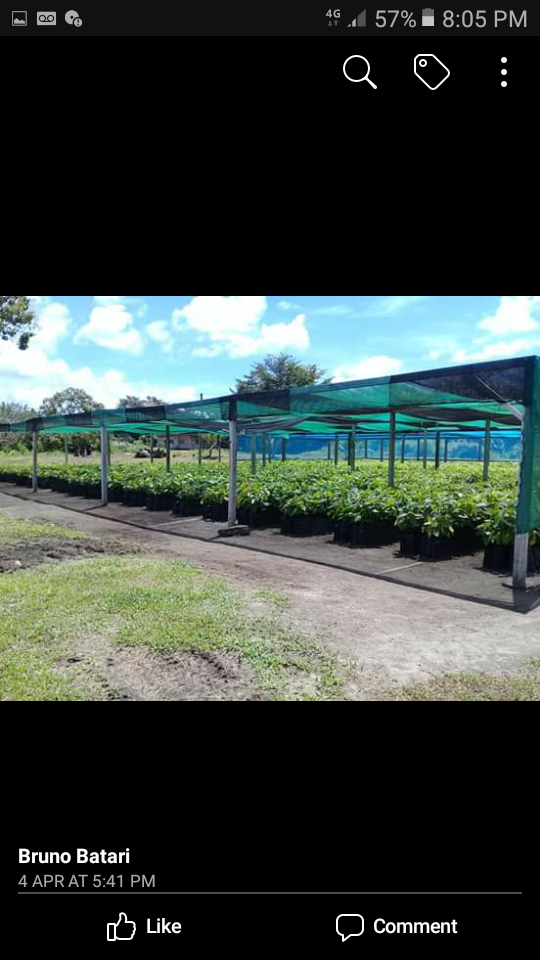 4G 57% 8:05 PM
Bruno Batari
4 APR AT 5:41 PM
Like Comment